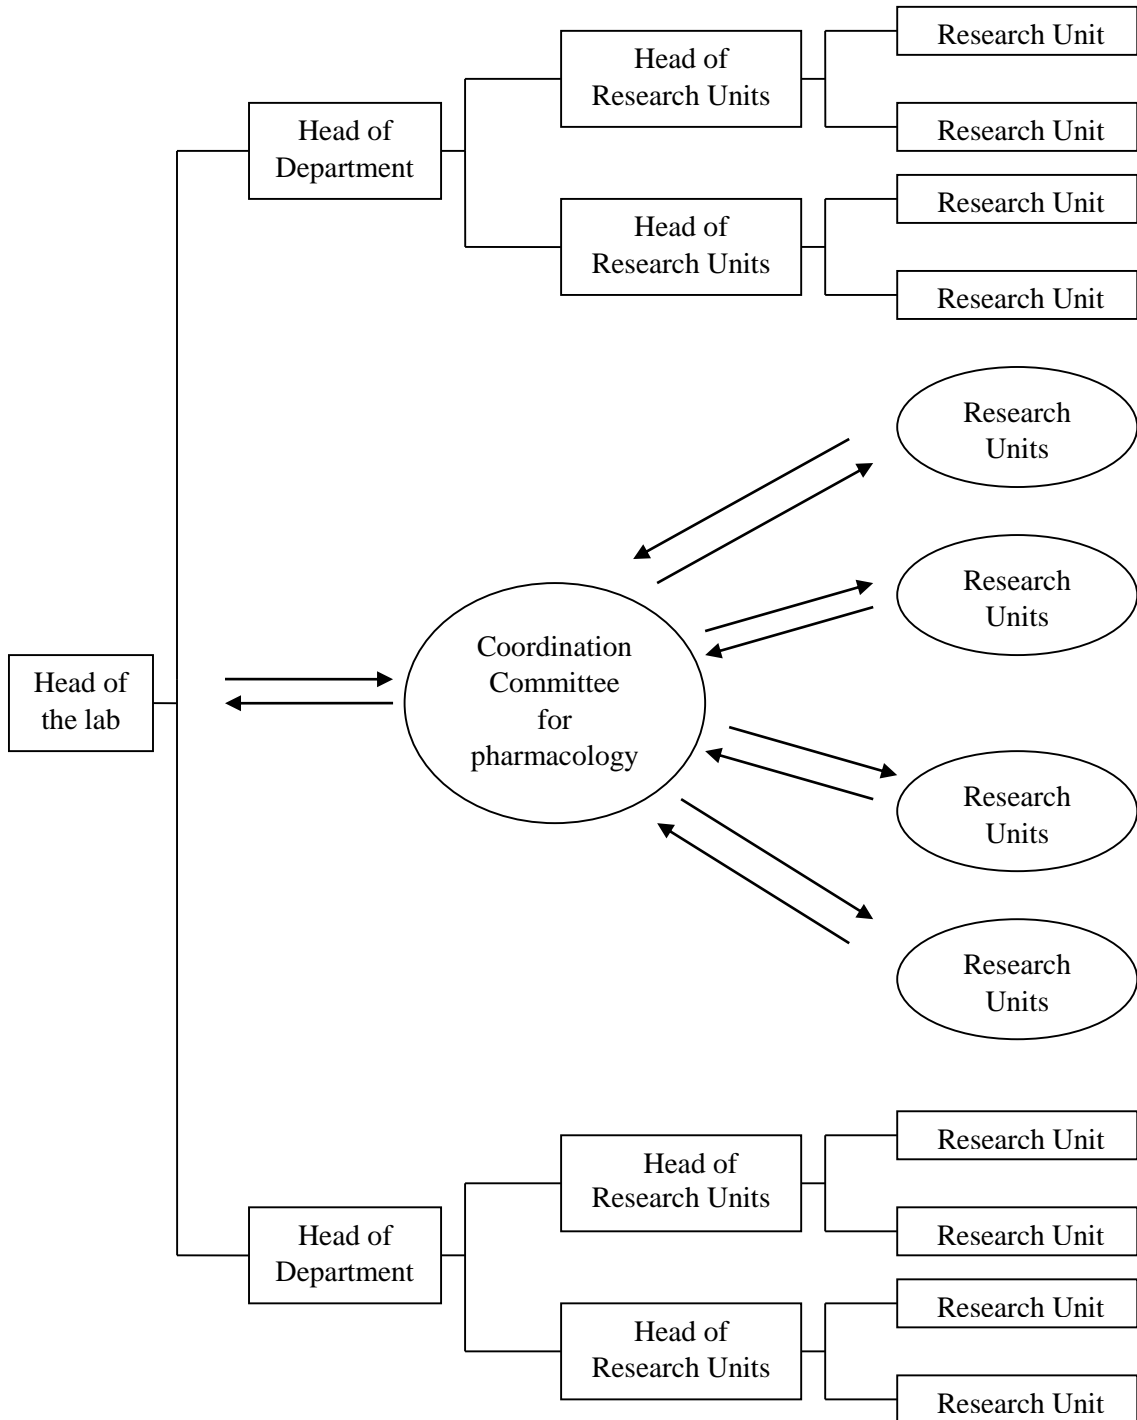 Research Unit
Head of
Research Units
Research Unit
Head of
Department
Research Unit
Head of
Research Units
Research Unit
Research
Units
Research
Units
Coordination
Committee
for
pharmacology
Head of
the lab
Research
Units
Research
Units
Research Unit
Head of
Research Units
Research Unit
Head of
Department
Research Unit
Head of
Research Units
Research Unit